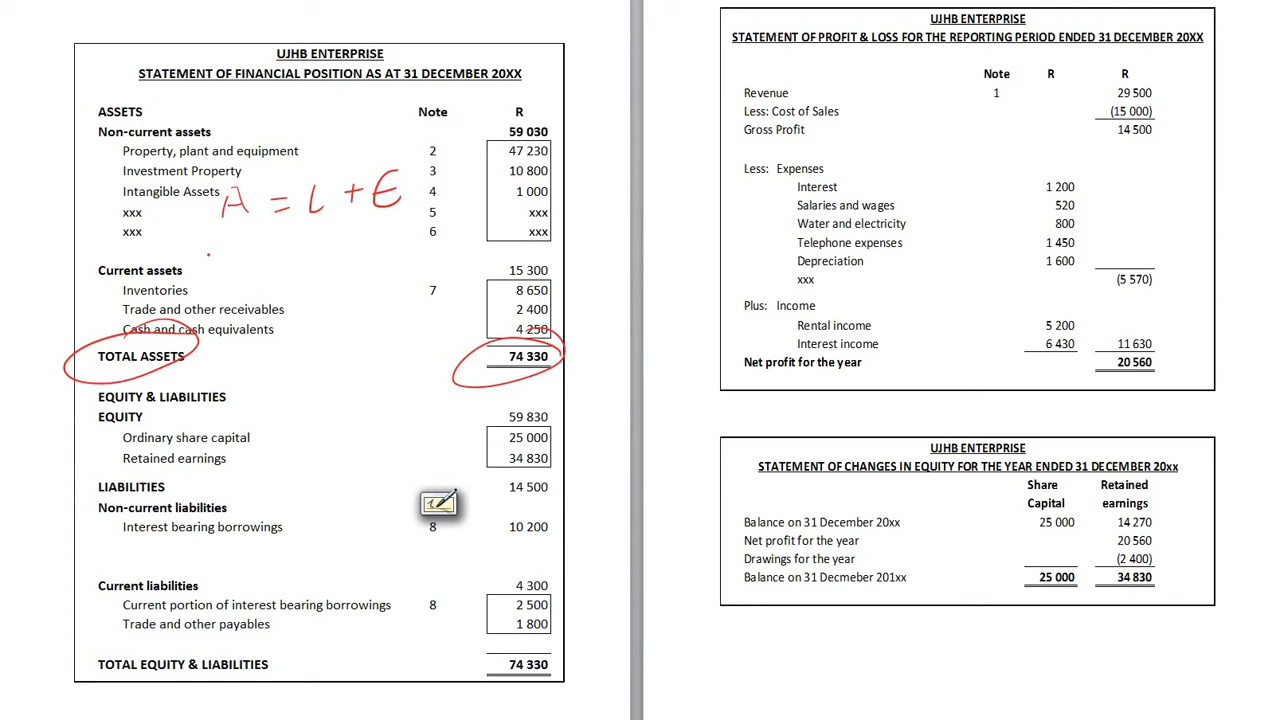 UJHB ENTERPRISE
STATEMENT OF FINANCIAL POSITION AS AT 31 DECEMBER 20XX
ASSETS Note R
Non-current assets 59 030
Property, plant and equipment 2 47 230
Investment Property 3 10 800
Intangible Assets 4 1 000
A = L + E
xxx 5 xxx
xxx 6 xxx
Current assets 15 300
Inventories 7 8 650
Trade and other receivables 2 400
Cash and cash equivalents 4 250
TOTAL ASSETS 74 330
EQUITY & LIABILITIES
EQUITY 59 830
Ordinary share capital 25 000
Retained earnings 34 830
LIABILITIES 14 500
Non-current liabilities
Interest bearing borrowings 8 10 200
Current liabilities 4 300
Current portion of interest bearing borrowings 8 2 500
Trade and other payables 1 800
TOTAL EQUITY & LIABILITIES 74 330
UJHB ENTERPRISE
STATEMENT OF PROFIT & LOSS FOR THE REPORTING PERIOD ENDED 31 DECEMBER 20XX
Note R R
Revenue 1 29 500
Less: Cost of Sales (15 000)
Gross Profit 14 500
Less: Expenses
Interest 1 200
Salaries and wages 520
Water and electricity 800
Telephone expenses 1 450
Depreciation 1 600
xxx (5 570)
Plus: Income
Rental income 5 200
Interest income 6 430 11 630
Net profit for the year 20 560
UJHB ENTERPRISE
STATEMENT OF CHANGES IN EQUITY FOR THE YEAR ENDED 31 DECEMBER 20xx
Share Retained
Capital earnings
Balance on 31 December 20xx 25 000 14 270
Net profit for the year 20 560
Drawings for the year (2 400)
Balance on 31 Decmeber 201xx 25 000 34 830